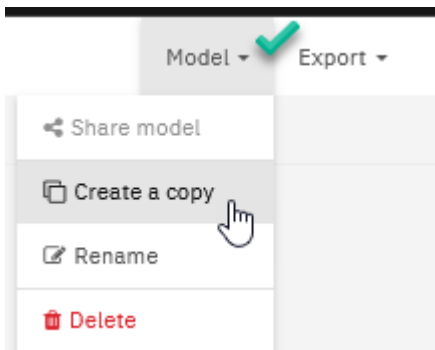 Model Export
Share model
Create a copy
Rename
Delete